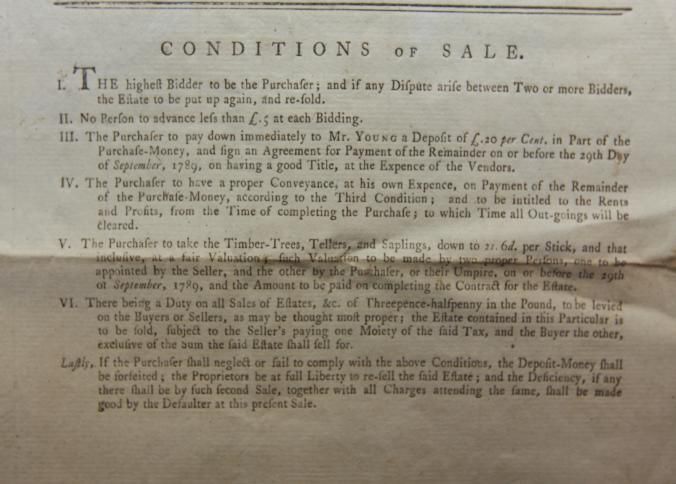 CONDITIONS OF SALE.
I. THE higheſt Bidder to be the Purchaſer; and if any Diſpute ariſe between Two or more Bidders,
the Eſtate to be put up again, and re-ſold.
II. No Perſon to advance leſs than £.5 at each Bidding.
III. The Purchaſer to pay down immediately to Mr. YOUNG a Depoſit of £.20 per Cent. in Part of the
Purchaſe-Money, and ſign an Agreement for Payment of the Remainder on or before the 29th Day
of September, 1789, on having a good Title, at the Expence of the Vendors.
IV. The Purchaſer to have a proper Conveyance, at his own Expence, on Payment of the Remainder
of the Purchaſe-Money, according to the Third Condition; and to be intitled to the Rents
and Profits, from the Time of completing the Purchaſe; to which Time all Out-goings will be
cleared.
V. The Purchaſer to take the Timber-Trees, Tellers, and Saplings, down to 2s. 6d. per Stick, and that
incluſive, at a fair Valuation; ſuch Valuation to be made by two proper Perſons, one to be
appointed by the Seller, and the other by the Purchaſer, or their Umpire, on or before the 29th
of September, 1789, and the Amount to be paid on completing the Contract for the Eſtate.
VI. There being a Duty on all Sales of Eſtates, &c. of Threepence-halfpenny in the Pound, to be levied
on the Buyers or Sellers, as may be thought moſt proper; the Eſtate contained in this Particular is
to be ſold, ſubject to the Seller's paying one Moiety of the ſaid Tax, and the Buyer the other,
excluſive of the Sum the ſaid Eſtate ſhall ſell for.
Laſtly, If the Purchaſer ſhall neglect or fail to comply with the above Conditions, the Depoſit-Money ſhall
be forfeited; the Proprietors be at full Liberty to re-ſell the ſaid Eſtate; and the Deficiency, if any
there ſhall be by ſuch ſecond Sale, together with all Charges attending the ſame, ſhall be made
good by the Defaulter at this preſent Sale.